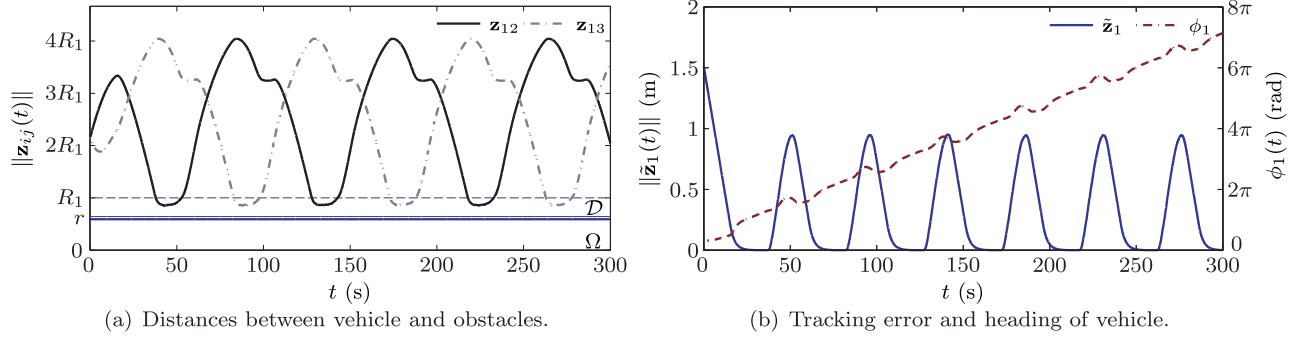 z₁₂ z₁₃
4R₁
3R₁
2R₁
R₁
r
0
‖z_ij(t)‖
𝒟
Ω
0 50 100 150 200 250 300
t (s)
(a) Distances between vehicle and obstacles.
z̃₁ ϕ₁
2
1.5
1
0.5
0
‖z̃₁(t)‖ (m)
8π
6π
4π
2π
0
ϕ₁(t) (rad)
0 50 100 150 200 250 300
t (s)
(b) Tracking error and heading of vehicle.